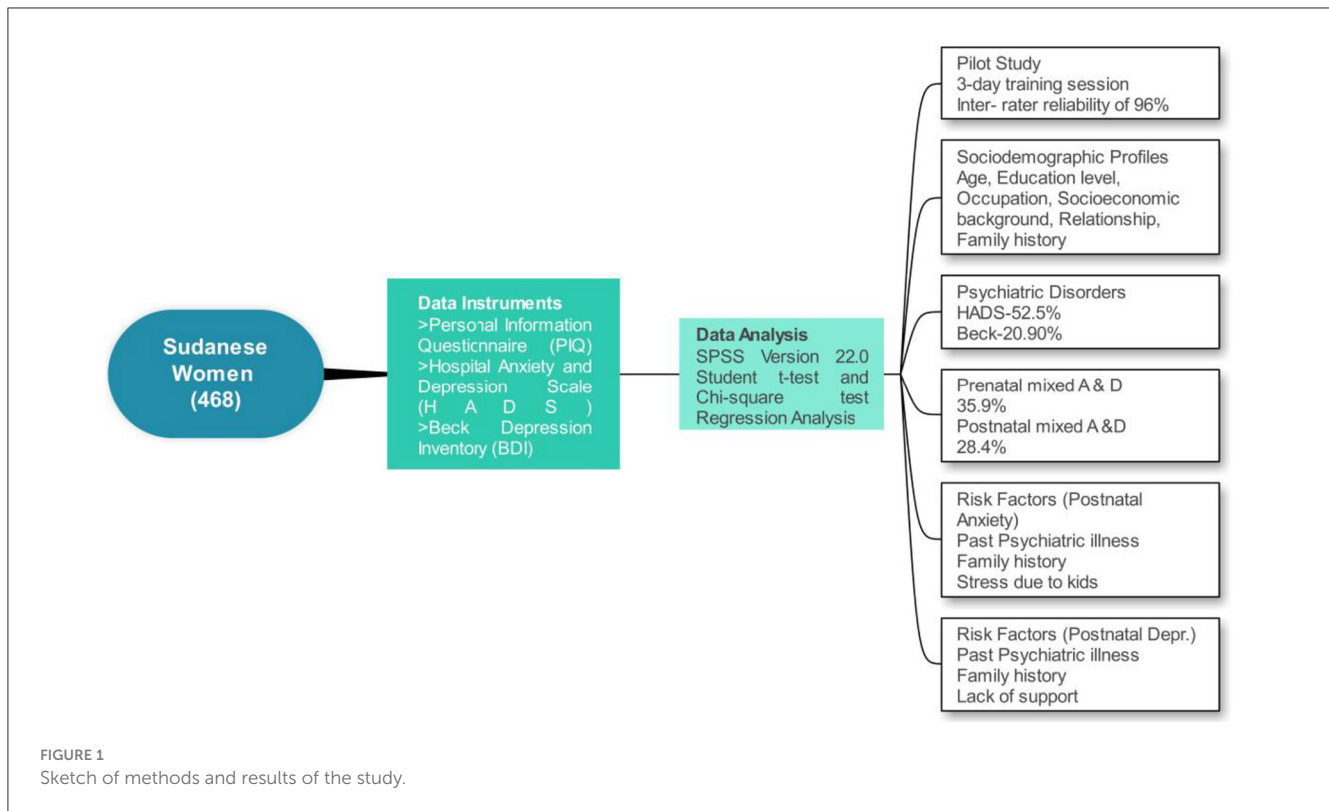 Sudanese
Women
(468)
Data Instruments
>Personal Information
Questionnaire (PIQ)
>Hospital Anxiety and
Depression Scale
(H A D S )
>Beck Depression
Inventory (BDI)
Data Analysis
SPSS Version 22.0
Student t-test and
Chi-square test
Regression Analysis
Pilot Study
3-day training session
Inter- rater reliability of 96%
Sociodemographic Profiles
Age, Education level,
Occupation, Socioeconomic
background, Relationship,
Family history
Psychiatric Disorders
HADS-52.5%
Beck-20.90%
Prenatal mixed A & D
35.9%
Postnatal mixed A &D
28.4%
Risk Factors (Postnatal
Anxiety)
Past Psychiatric illness
Family history
Stress due to kids
Risk Factors (Postnatal Depr.)
Past Psychiatric illness
Family history
Lack of support
FIGURE 1
Sketch of methods and results of the study.